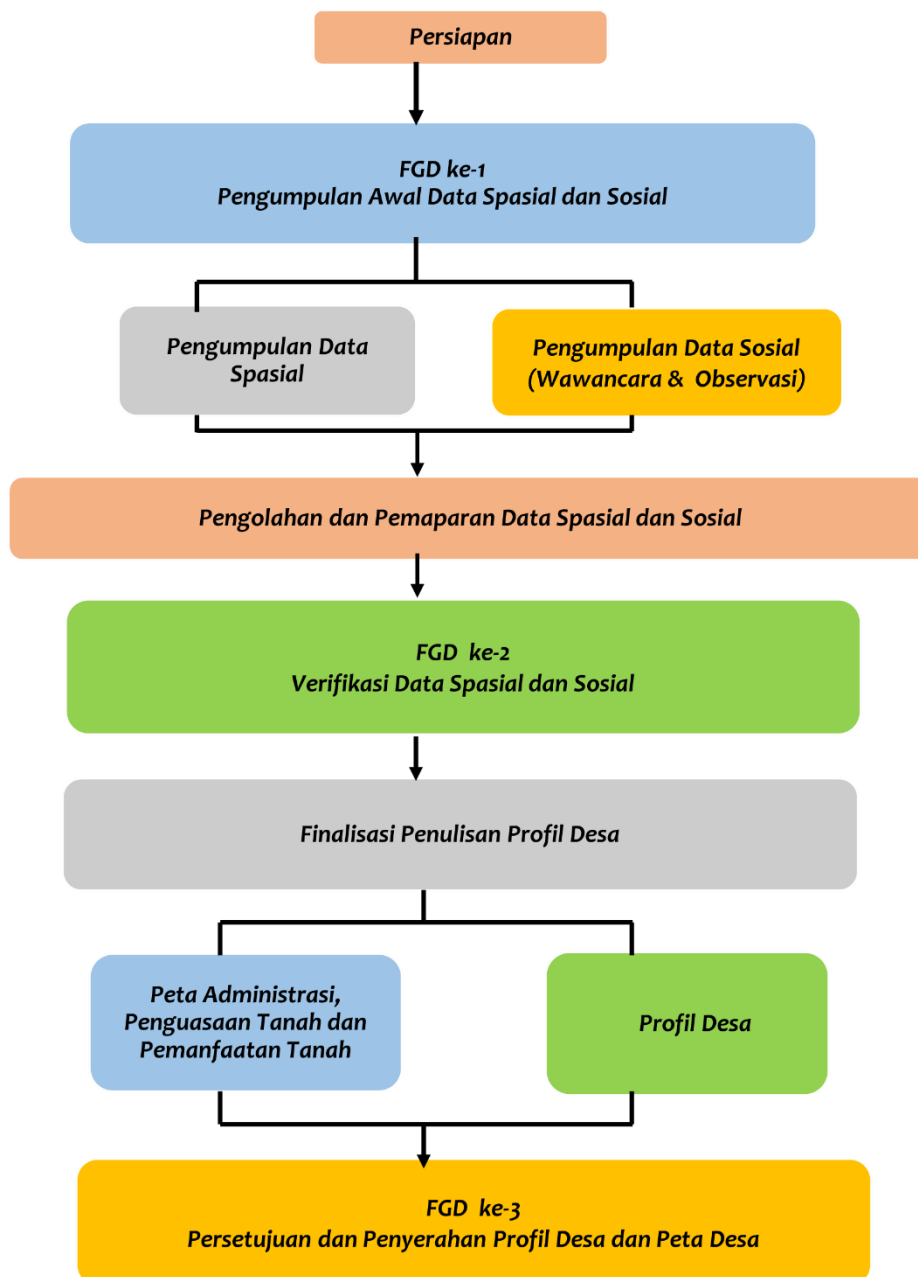 Persiapan
FGD ke-1
Pengumpulan Awal Data Spasial dan Sosial
Pengumpulan Data
Spasial
Pengumpulan Data Sosial
(Wawancara & Observasi)
Pengolahan dan Pemaparan Data Spasial dan Sosial
FGD ke-2
Verifikasi Data Spasial dan Sosial
Finalisasi Penulisan Profil Desa
Peta Administrasi,
Penguasaan Tanah dan
Pemanfaatan Tanah
Profil Desa
FGD ke-3
Persetujuan dan Penyerahan Profil Desa dan Peta Desa